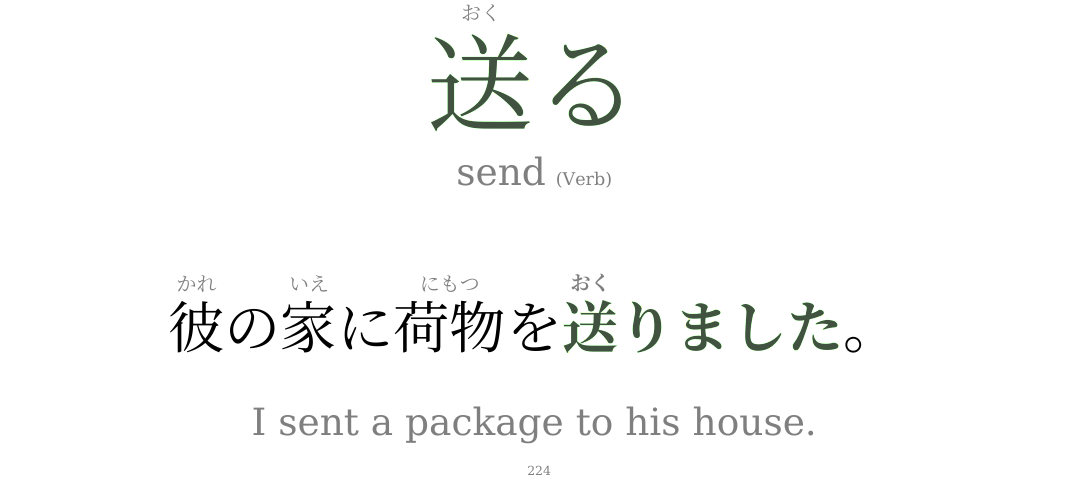 おく
送る
send (Verb)
かれ いえ にもつ おく
彼の家に荷物を送りました。
I sent a package to his house.
224